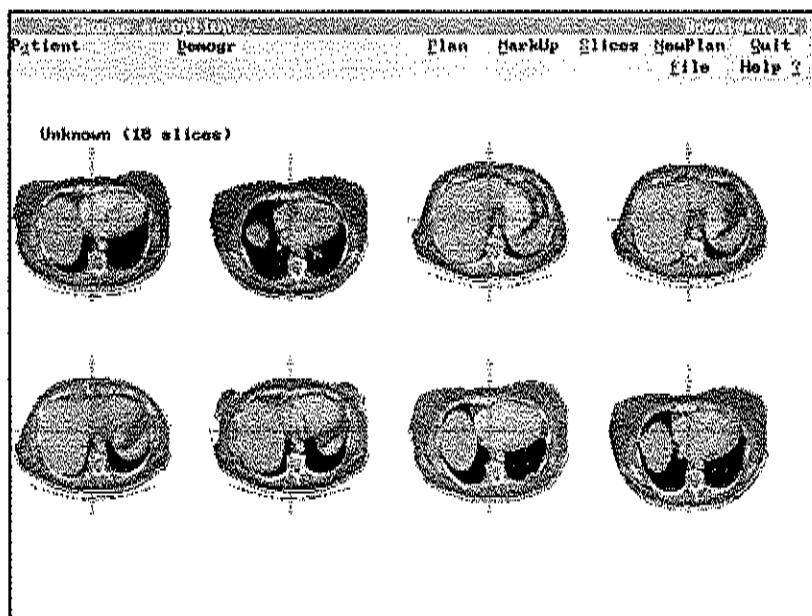 Patient Demogr Plan MarkUp Slices NewPlan Quit
File Help ?
Unknown (18 slices)